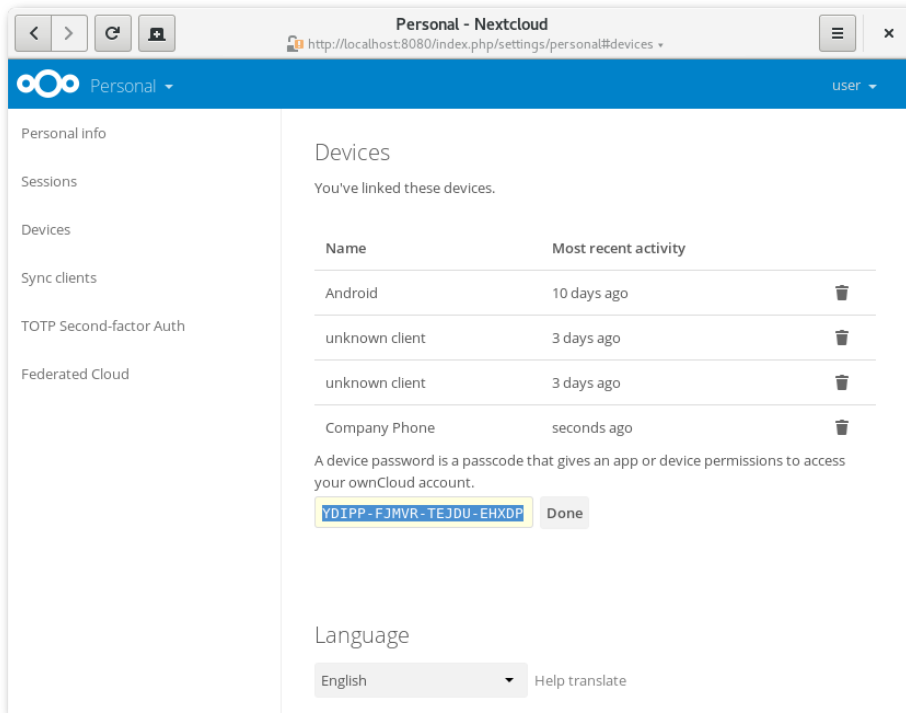 Personal - Nextcloud
http://localhost:8080/index.php/settings/personal#devices
Personal
user
Personal info
Sessions
Devices
Sync clients
TOTP Second-factor Auth
Federated Cloud
Devices
You've linked these devices.
Name Most recent activity
Android 10 days ago
unknown client 3 days ago
unknown client 3 days ago
Company Phone seconds ago
A device password is a passcode that gives an app or device permissions to access
your ownCloud account.
YDIPP-FJMVR-TEJDU-EHXDP Done
Language
English Help translate